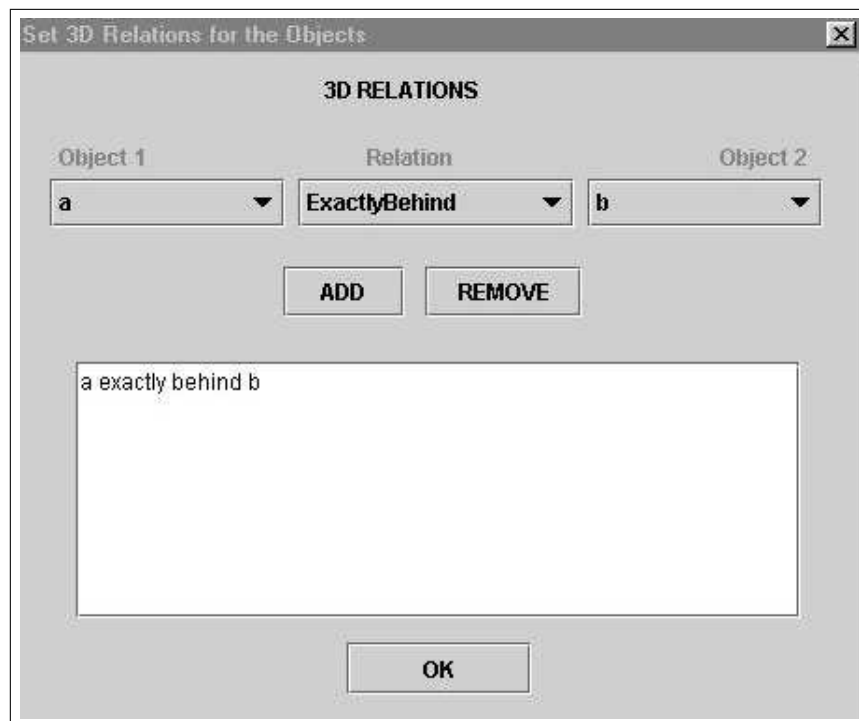 Set 3D Relations for the Objects
3D RELATIONS
Object 1 Relation Object 2
a ExactlyBehind b
ADD REMOVE
a exactly behind b
OK